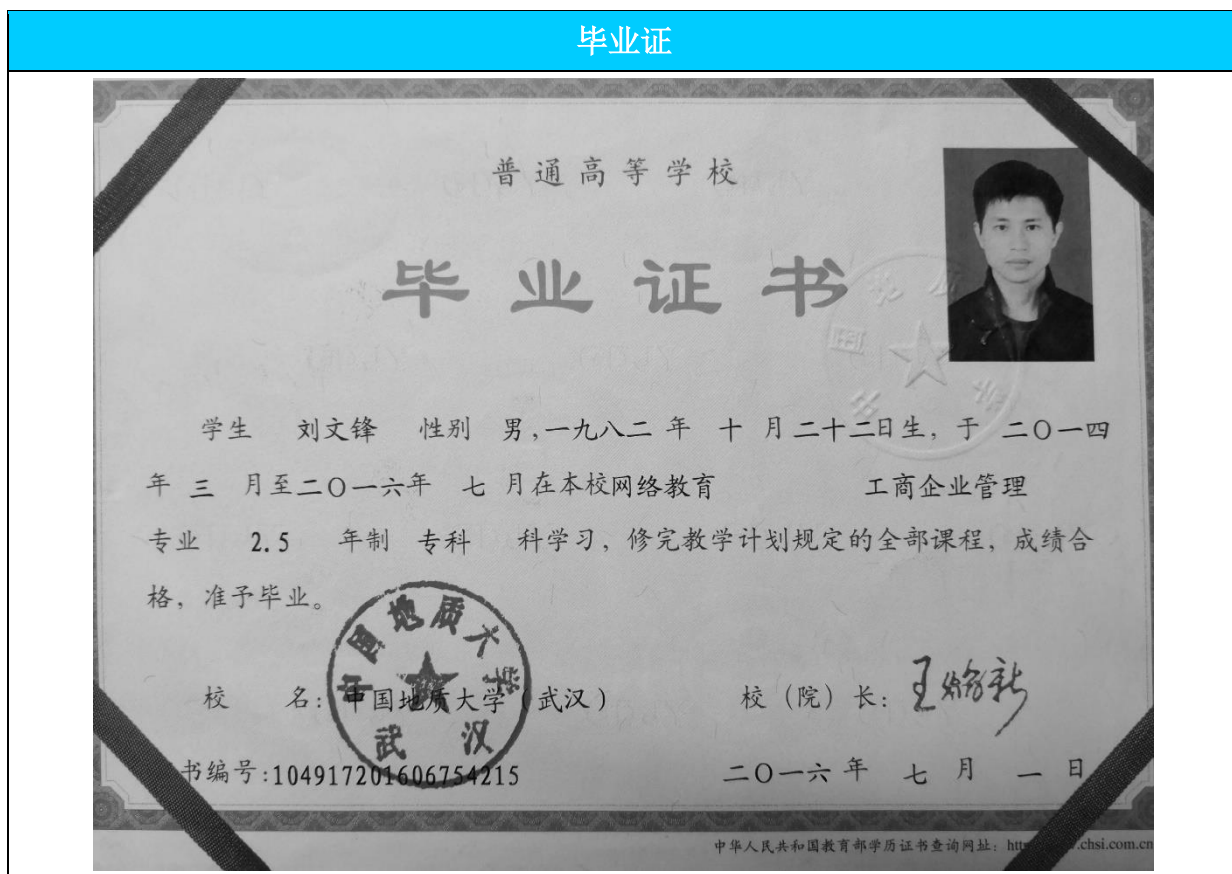 毕业证
普通高等学校
毕业证书
学生 刘文锋 性别 男,一九八二 年 十 月 二十二日生, 于 二〇一四
年 三 月至二〇一六年 七 月在本校网络教育 工商企业管理
专业 2.5 年制 专科 科学习, 修完教学计划规定的全部课程, 成绩合
格, 准予毕业。
中国地质大学
武汉
校 名: 中国地质大学(武汉) 校(院)长:
书编号:104917201606754215 二〇一六 年 七 月 一 日
中华人民共和国教育部学历证书查询网址: .chsi.com.cn